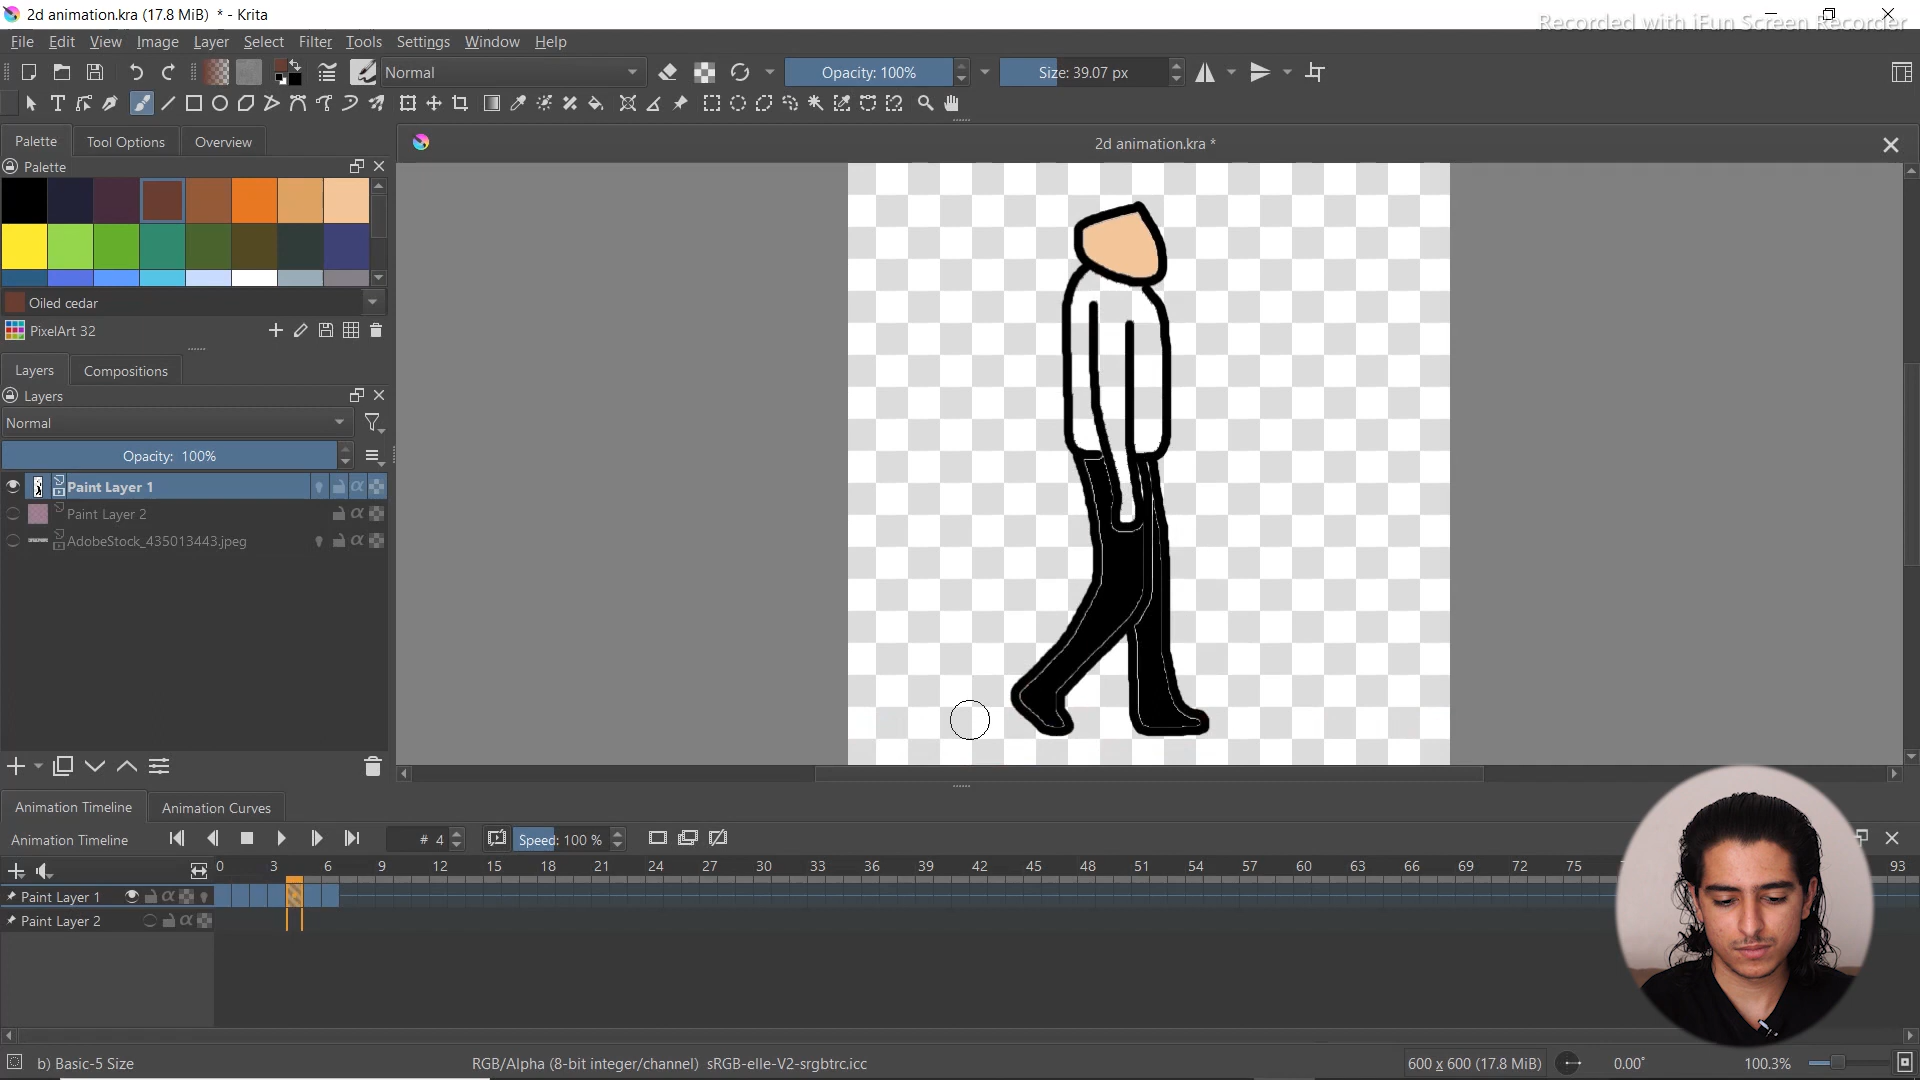 2d animation.kra (17.8 MiB) * - Krita
Recorded with iFun Screen Recorder
File Edit View Image Layer Filter Tools Settings Window Help
Normal Opacity: 100% Size: 39.07 px
Palette Tool Options Overview
2d animation.kra *
Palette
Oiled cedar
PixelArt 32
Layers Compositions
Layers
Normal
Opacity: 100%
Paint Layer 1
Paint Layer 2
AdobeStock_435013443.jpeg
Animation Timeline Animation Curves
Animation Timeline # 4 Speed: 100 %
0 3 6 9 12 15 18 21 24 27 30 33 36 39 42 45 48 51 54 57 60 63 66 69 72 75 93
Paint Layer 1
Paint Layer 2
b) Basic-5 Size RGB/Alpha (8-bit integer/channel) sRGB-elle-V2-srgbtrc.icc 600 x 600 (17.8 MiB) 0.00° 100.3%